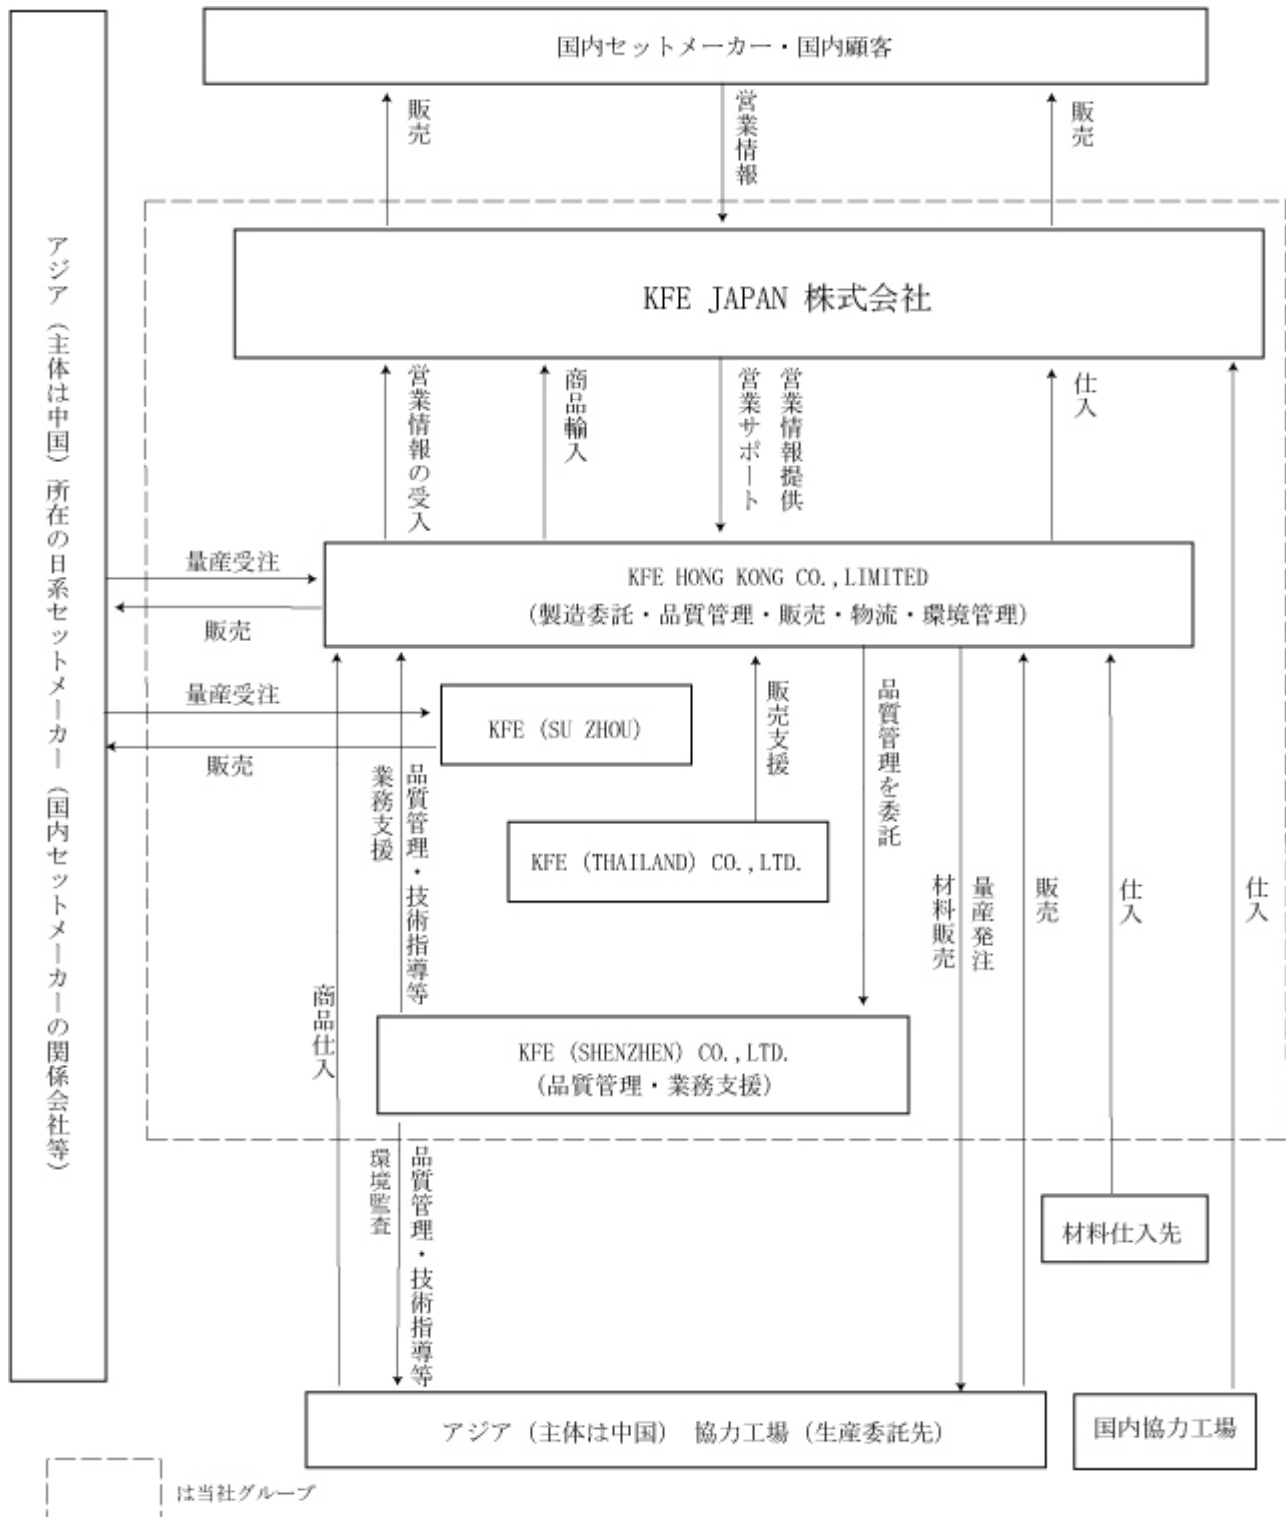 国内セットメーカー・国内顧客
販売
営業情報
販売
アジア（主体は中国）所在の日系セットメーカー（国内セットメーカーの関係会社等）
KFE JAPAN 株式会社
営業情報の受入
商品輸入
営業サポート
営業情報提供
仕入
量産受注
販売
KFE HONG KONG CO.,LIMITED
（製造委託・品質管理・販売・物流・環境管理）
量産受注
販売
KFE (SU ZHOU)
販売支援
品質管理を委託
業務支援
品質管理・技術指導等
KFE (THAILAND) CO.,LTD.
材料販売
量産発注
販売
仕入
仕入
商品仕入
KFE (SHENZHEN) CO.,LTD.
（品質管理・業務支援）
環境監査
品質管理・技術指導等
材料仕入先
アジア（主体は中国） 協力工場（生産委託先）
国内協力工場
は当社グループ